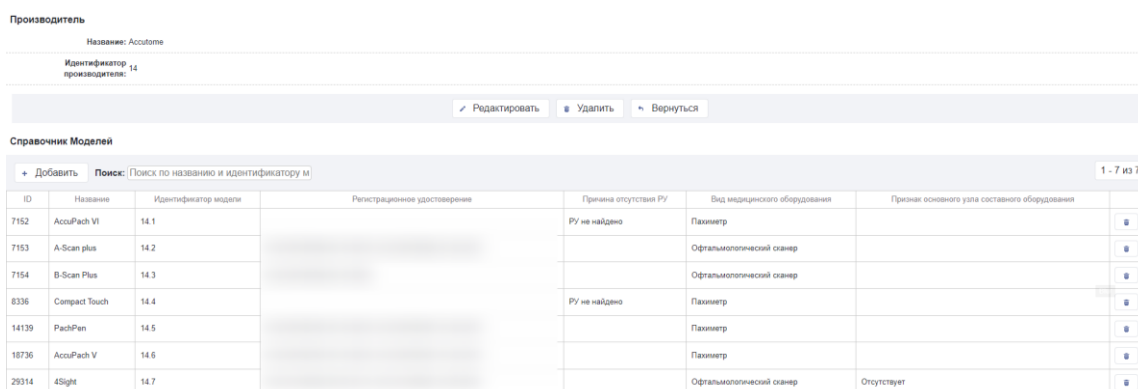 Производитель
Название: Accutome
Идентификатор
производителя: 14
Редактировать Удалить Вернуться
Справочник Моделей
+ Добавить Поиск: Поиск по названию и идентификатору м 1 - 7 из 7
ID Название Идентификатор модели Регистрационное удостоверение Причина отсутствия РУ Вид медицинского оборудования Признак основного узла составного оборудования
7152 AccuPach VI 14.1 РУ не найдено Пахиметр
7153 A-Scan plus 14.2 Офтальмологический сканер
7154 B-Scan Plus 14.3 Офтальмологический сканер
8336 Compact Touch 14.4 РУ не найдено Пахиметр
14139 PachPen 14.5 Пахиметр
18736 AccuPach V 14.6 Пахиметр
29314 4Sight 14.7 Офтальмологический сканер Отсутствует